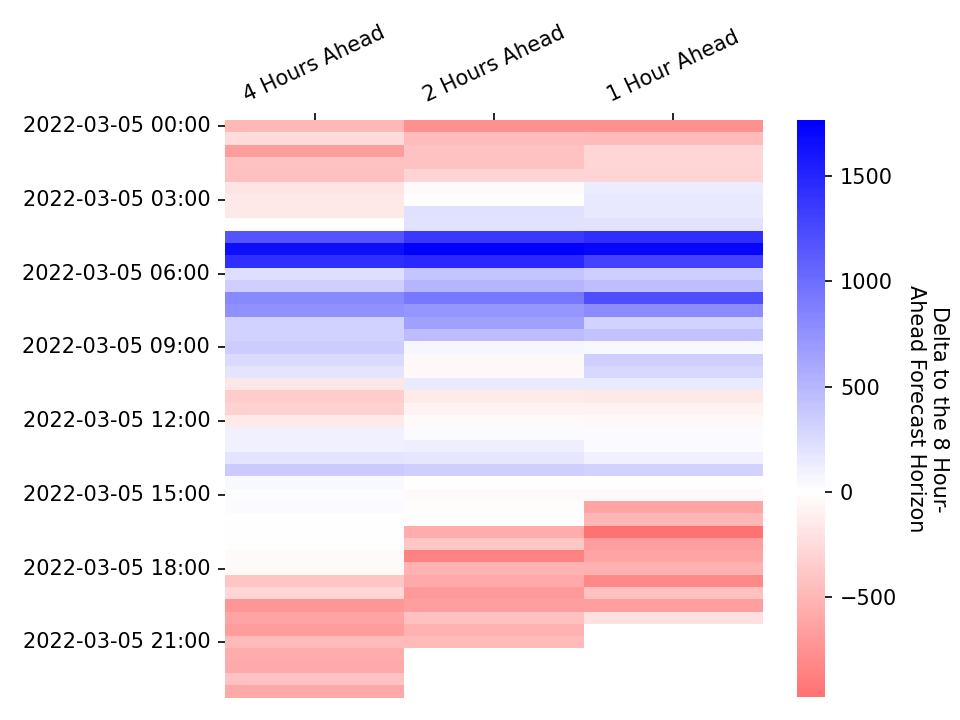 4 Hours Ahead
2 Hours Ahead
1 Hour Ahead
2022-03-05 00:00
2022-03-05 03:00
2022-03-05 06:00
2022-03-05 09:00
2022-03-05 12:00
2022-03-05 15:00
2022-03-05 18:00
2022-03-05 21:00
1500
1000
500
0
−500
Delta to the 8 Hour-
Ahead Forecast Horizon